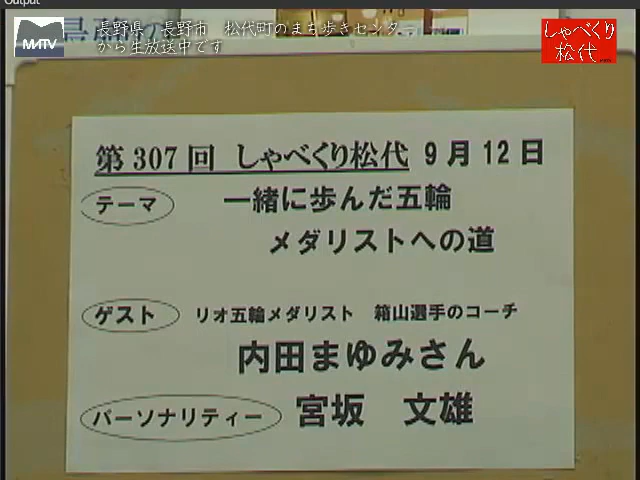 Output
MATV
長野県 長野市 松代町のまち歩きセンター
から生放送中です
しゃべくり
松代
第307回 しゃべくり松代 9月12日
テーマ
一緒に歩んだ五輪
メダリストへの道
ゲスト
リオ五輪メダリスト 箱山選手のコーチ
内田まゆみさん
パーソナリティー
宮坂 文雄